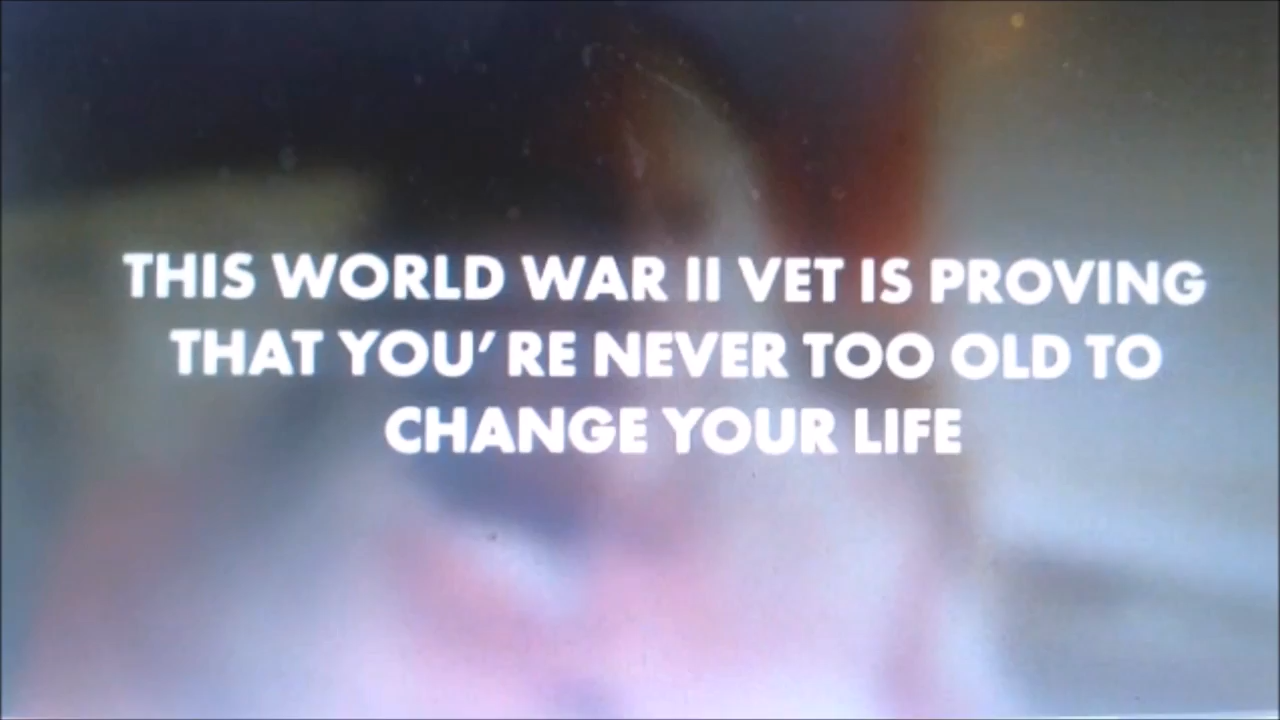 THIS WORLD WAR II VET IS PROVING
THAT YOU'RE NEVER TOO OLD TO
CHANGE YOUR LIFE